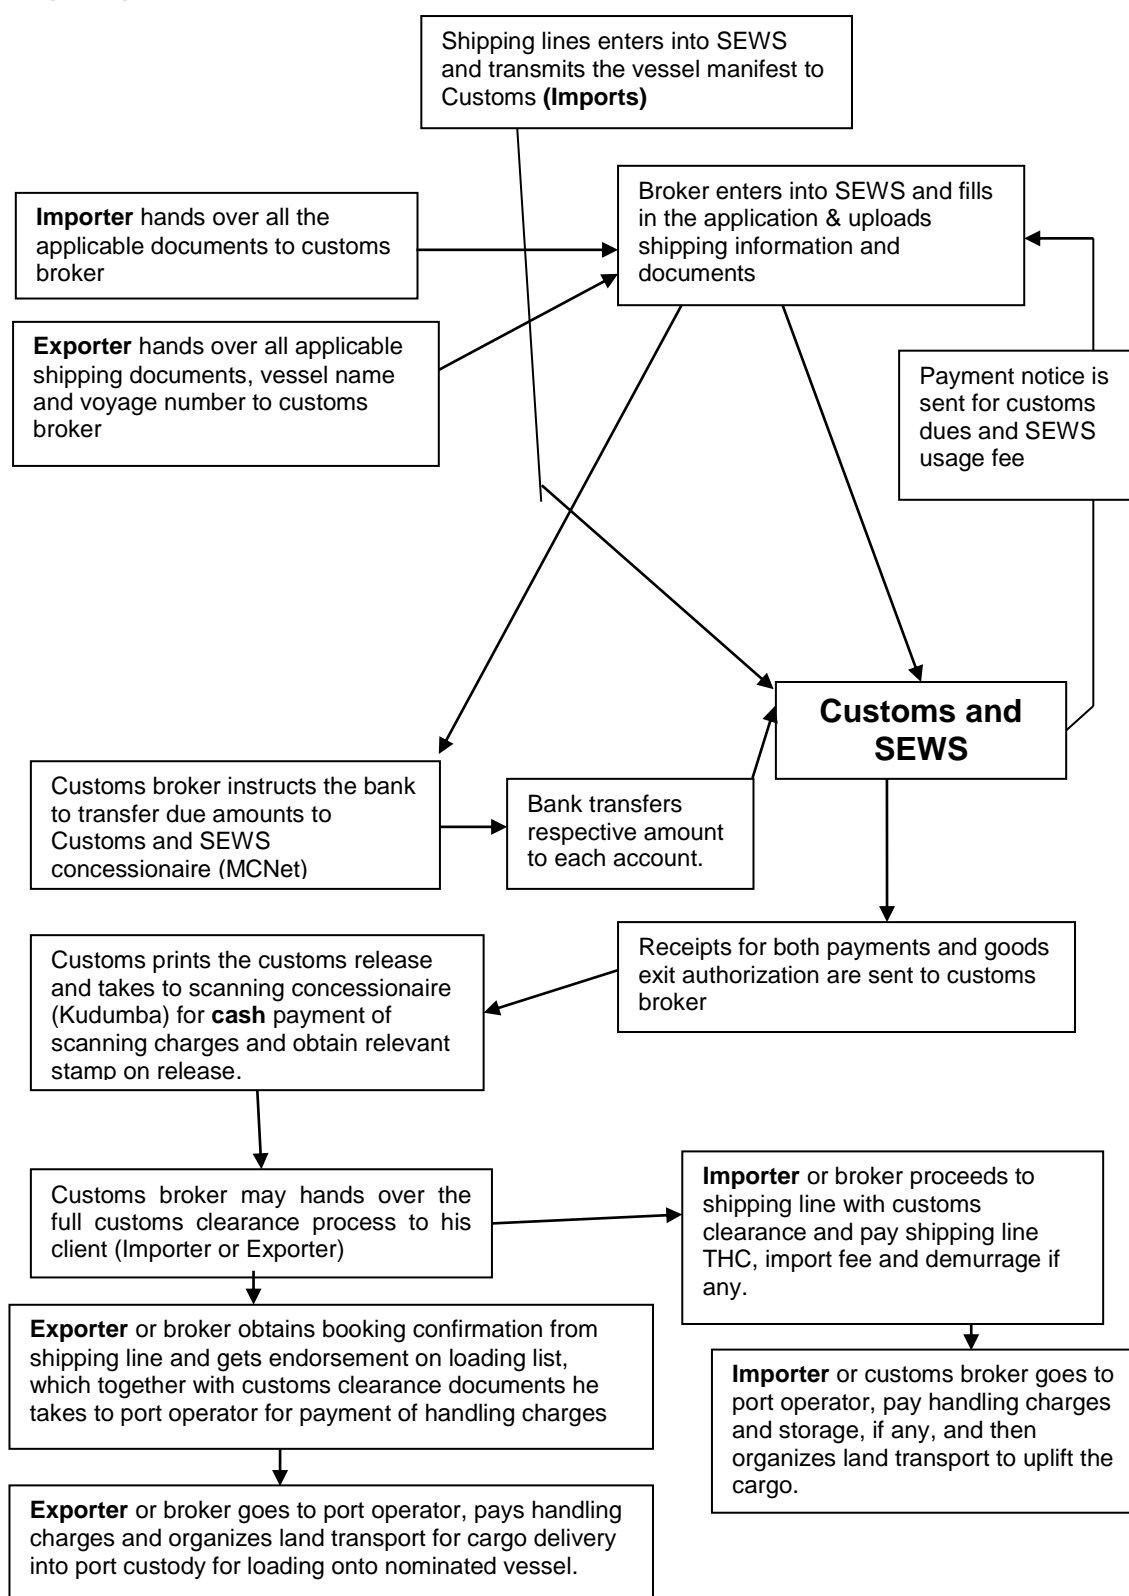 Shipping lines enters into SEWS
and transmits the vessel manifest to
Customs (Imports)
Importer hands over all the
applicable documents to customs
broker
Broker enters into SEWS and fills
in the application & uploads
shipping information and
documents
Exporter hands over all applicable
shipping documents, vessel name
and voyage number to customs
broker
Payment notice is
sent for customs
dues and SEWS
usage fee
Customs and
SEWS
Customs broker instructs the bank
to transfer due amounts to
Customs and SEWS
concessionaire (MCNet)
Bank transfers
respective amount
to each account.
Receipts for both payments and goods
exit authorization are sent to customs
broker
Customs prints the customs release
and takes to scanning concessionaire
(Kudumba) for cash payment of
scanning charges and obtain relevant
stamp on release.
Customs broker may hands over the
full customs clearance process to his
client (Importer or Exporter)
Importer or broker proceeds to
shipping line with customs
clearance and pay shipping line
THC, import fee and demurrage if
any.
Exporter or broker obtains booking confirmation from
shipping line and gets endorsement on loading list,
which together with customs clearance documents he
takes to port operator for payment of handling charges
Importer or customs broker goes to
port operator, pay handling charges
and storage, if any, and then
organizes land transport to uplift the
cargo.
Exporter or broker goes to port operator, pays handling
charges and organizes land transport for cargo delivery
into port custody for loading onto nominated vessel.